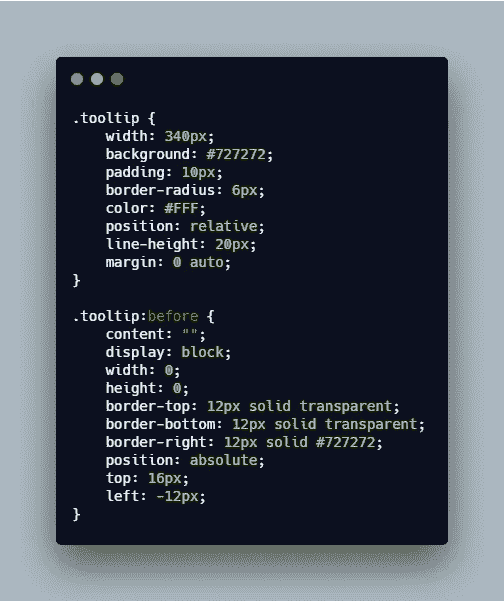 .tooltip {
    width: 340px;
    background: #727272;
    padding: 10px;
    border-radius: 6px;
    color: #FFF;
    position: relative;
    line-height: 20px;
    margin: 0 auto;
}

.tooltip:before {
    content: "";
    display: block;
    width: 0;
    height: 0;
    border-top: 12px solid transparent;
    border-bottom: 12px solid transparent;
    border-right: 12px solid #727272;
    position: absolute;
    top: 16px;
    left: -12px;
}